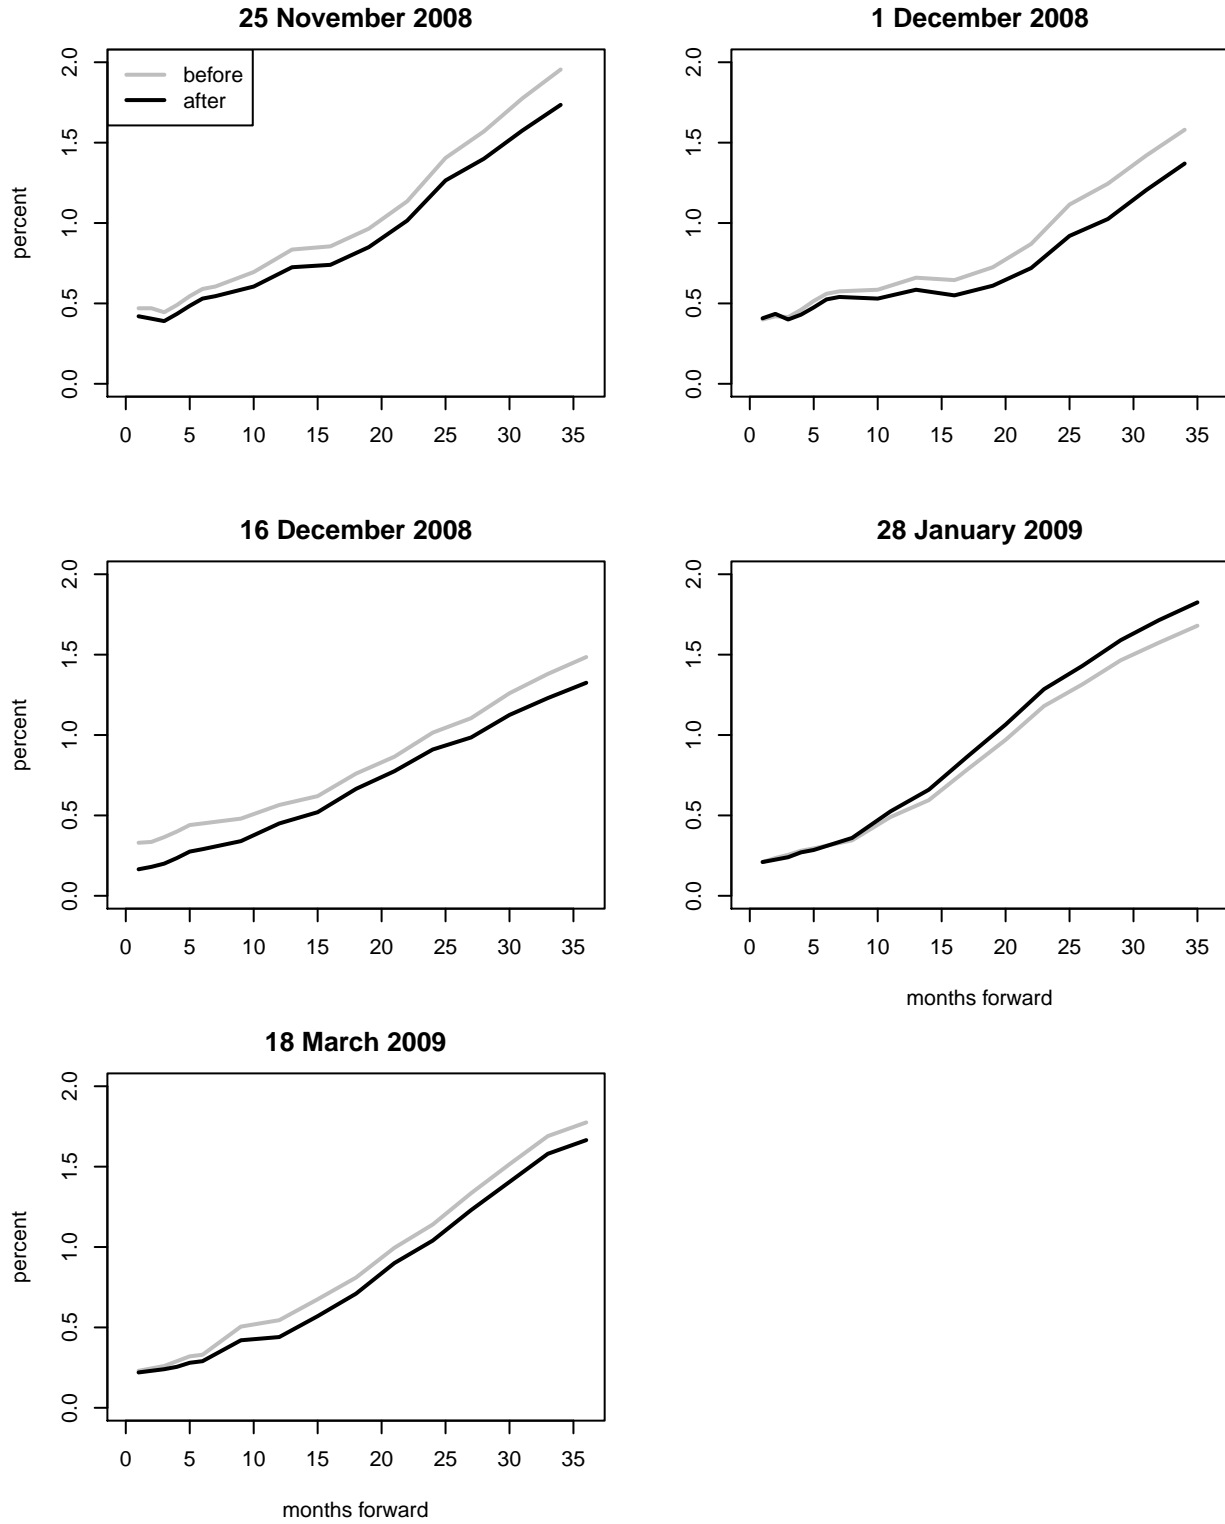 25 November 2008
before
after
percent
2.0
1.5
1.0
0.5
0.0
0 5 10 15 20 25 30 35
1 December 2008
2.0
1.5
1.0
0.5
0.0
0 5 10 15 20 25 30 35
16 December 2008
percent
2.0
1.5
1.0
0.5
0.0
0 5 10 15 20 25 30 35
28 January 2009
2.0
1.5
1.0
0.5
0.0
0 5 10 15 20 25 30 35
months forward
18 March 2009
percent
2.0
1.5
1.0
0.5
0.0
0 5 10 15 20 25 30 35
months forward